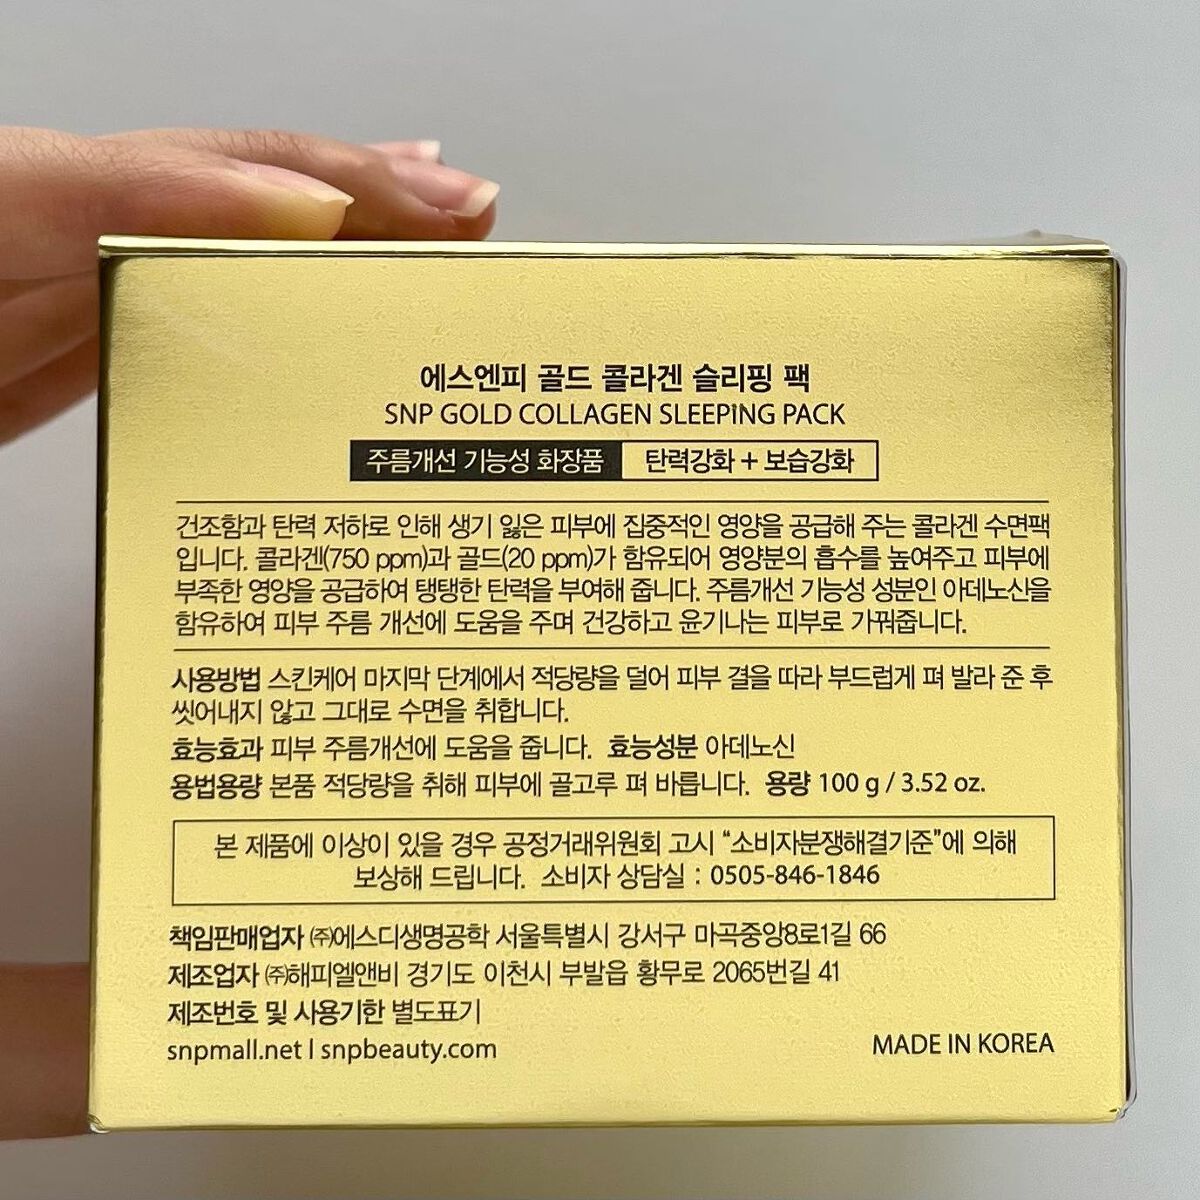 에스엔피 골드 콜라겐 슬리핑 팩
SNP GOLD COLLAGEN SLEEPING PACK
주름개선 기능성 화장품 탄력강화 + 보습강화
건조함과 탄력 저하로 인해 생기 잃은 피부에 집중적인 영양을 공급해 주는 콜라겐 수면팩
입니다. 콜라겐(750 ppm)과 골드(20 ppm)가 함유되어 영양분의 흡수를 높여주고 피부에
부족한 영양을 공급하여 탱탱한 탄력을 부여해 줍니다. 주름개선 기능성 성분인 아데노신을
함유하여 피부 주름 개선에 도움을 주며 건강하고 윤기나는 피부로 가꿔줍니다.
사용방법 스킨케어 마지막 단계에서 적당량을 덜어 피부 결을 따라 부드럽게 펴 발라 준 후
씻어내지 않고 그대로 수면을 취합니다.
효능효과 피부 주름개선에 도움을 줍니다. 효능성분 아데노신
용법용량 본품 적당량을 취해 피부에 골고루 펴 바릅니다. 용량 100 g / 3.52 oz.
본 제품에 이상이 있을 경우 공정거래위원회 고시 “소비자분쟁해결기준”에 의해
보상해 드립니다. 소비자 상담실 : 0505-846-1846
책임판매업자 ㈜에스디생명공학 서울특별시 강서구 마곡중앙8로1길 66
제조업자 ㈜해피엘앤비 경기도 이천시 부발읍 황무로 2065번길 41
제조번호 및 사용기한 별도표기
snpmall.net l snpbeauty.com MADE IN KOREA